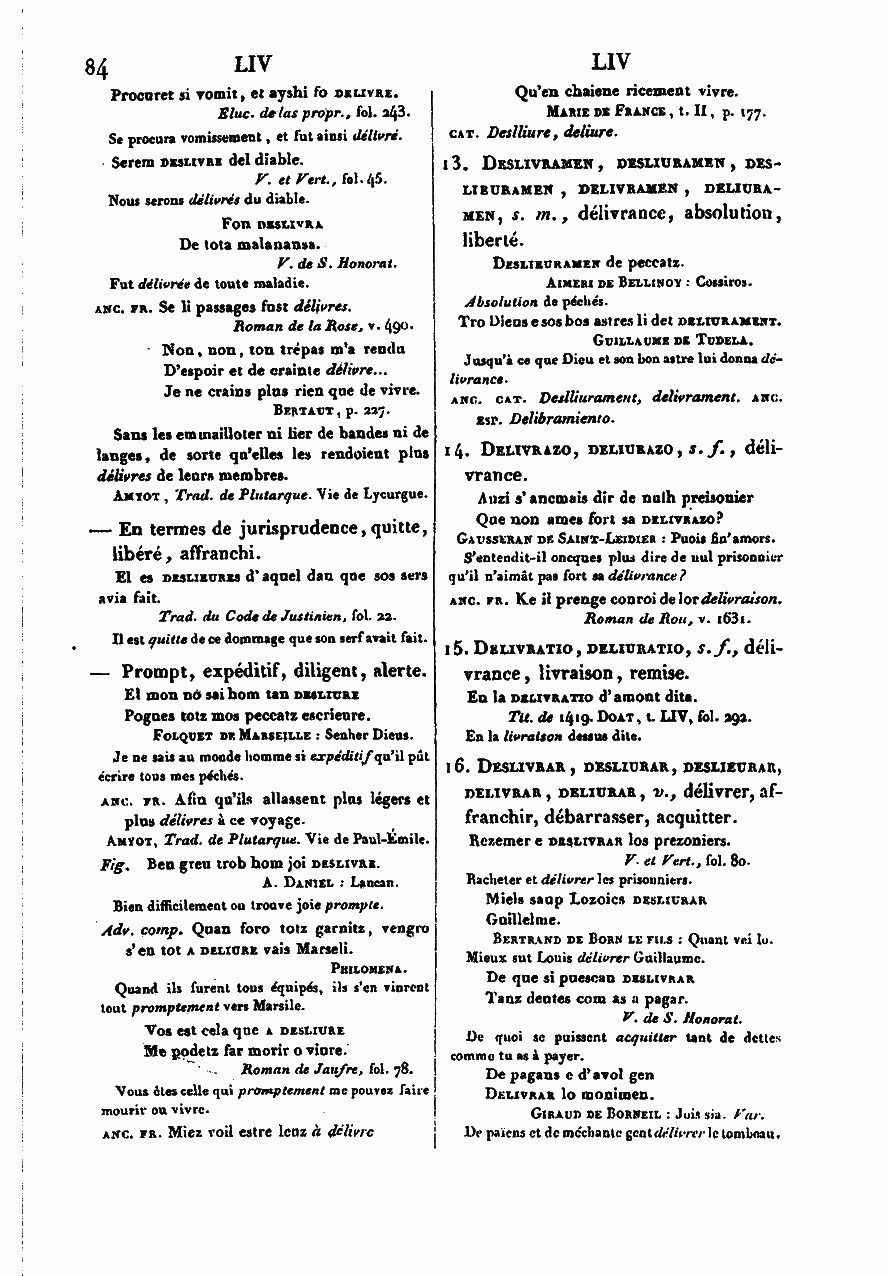 84 LIV LIV
Procuret si vomit, et ayshi fo DELIVRE.
Eluc. de las propr., fol. 243.
Se procura vomissement, et fut ainsi délivré.
Serem DESLIVRE del diable.
V. et Vert., fol. 45.
Nous serons délivrés du diable.
Fon DESLIVRA
De tota malanansa.
V. de S. Honorat.
Fut délivrée de toute maladie.
ANC. FR. Se li passages fust délivres.
Roman de la Rose, v. 490.
Non, non, ton trépas m'a rendu
D'espoir et de crainte délivre...
Je ne crains plus rien que de vivre.
BERTAUT, p. 227.
Sans les emmailloter ni lier de bandes ni de
langes, de sorte qu'elles les rendoient plus
délivres de leurs membres.
AMYOT, Trad. de Plutarque. Vie de Lycurgue.
— En termes de jurisprudence, quitte,
libéré, affranchi.
El es DESLIEURES d'aquel dan que sos sers
avia fait.
Trad. du Code de Justinien, fol. 22.
Il est quitte de ce dommage que son serf avait fait.
— Prompt, expéditif, diligent, alerte.
El mon nó sai hom tan DESLIURE
Pogues totz mos peccatz escrieure.
FOLQUET DE MARSEILLE : Senher Dieus.
Je ne sais au monde homme si expéditif qu'il pût
écrire tous mes péchés.
ANC. FR. Afin qu'ils allassent plus légers et
plus délivres à ce voyage.
AMYOT, Trad. de Plutarque. Vie de Paul-Émile.
Fig. Ben greu trob hom joi DESLIVRE.
A. DANIEL : Lancan.
Bien difficilement on trouve joie prompte.
Adv. comp. Quan foro totz garnitz, vengro
s'en tot A DELIURE vais Marseli.
PHILOMENA.
Quand ils furent tous équipés, ils s'en vinrent
tout promptement vers Marsile.
Vos est cela que A DESLIURE
Me podetz far morir o viure.
Roman de Jaufre, fol. 78.
Vous êtes celle qui promptement me pouvez faire
mourir ou vivre.
ANC. FR. Miez voil estre lenz à délivre
Qu'en chaiene ricement vivre.
MARIE DE FRANCE, t. II, p. 177.
CAT. Deslliure, deliure.
13. DESLIVRAMEN, DESLIURAMEN, DES-
LIEURAMEN, DELIVRAMEN, DELIURA-
MEN, s. m., délivrance, absolution,
liberté.
DESLIEURAMEN de peccatz.
AIMERI DE BELLINOY : Cossiros.
Absolution de péchés.
Tro Dieus e sos bos astres li det DELIURAMENT.
GUILLAUME DE TUDELA.
Jusqu'à ce que Dieu et son bon astre lui donna dé-
livrance.
ANC. CAT. Deslliurament, delivrament. ANC.
ESP. Delibramiento.
14. DELIVRAZO, DELIURAZO, s. f., déli-
vrance.
Auzi s'ancmais dir de nulh preisonier
Que non ames fort sa DELIVRAZO?
GAUSSERAN DE SAINT-LEIDIER : Puois fin'amors.
S'entendit-il oncques plus dire de nul prisonnier
qu'il n'aimât pas fort sa délivrance?
ANC. FR. Ke il prenge conroi de lor delivraison.
Roman de Rou, v. 1631.
15. DELIVRATIO, DELIURATIO, s. f., déli-
vrance, livraison, remise.
En la DELIVRATIO d'amont dita.
Tit. de 1419. DOAT, t. LIV, fol. 292.
En la livraison dessus dite.
16. DESLIVRAR, DESLIURAR, DESLIEURAR,
DELIVRAR, DELIURAR, v., délivrer, af-
franchir, débarrasser, acquitter.
Rezemer e DESLIVRAR los prezoniers.
V. et Vert., fol. 80.
Racheter et délivrer les prisonniers.
Miels saup Lozoics DESLIURAR
Guillelme.
BERTRAND DE BORN LE FILS : Quant vei lo.
Mieux sut Louis délivrer Guillaume.
De que si puescan DESLIVRAR
Tanz deutes com as a pagar.
V. de S. Honorat.
De quoi se puissent acquitter tant de dettes
comme tu as à payer.
De pagans e d'avol gen
DELIVRAR lo monimen.
GIRAUD DE BORNEIL : Jois sia. Var.
De païens et de méchante gent délivrer le tombeau.